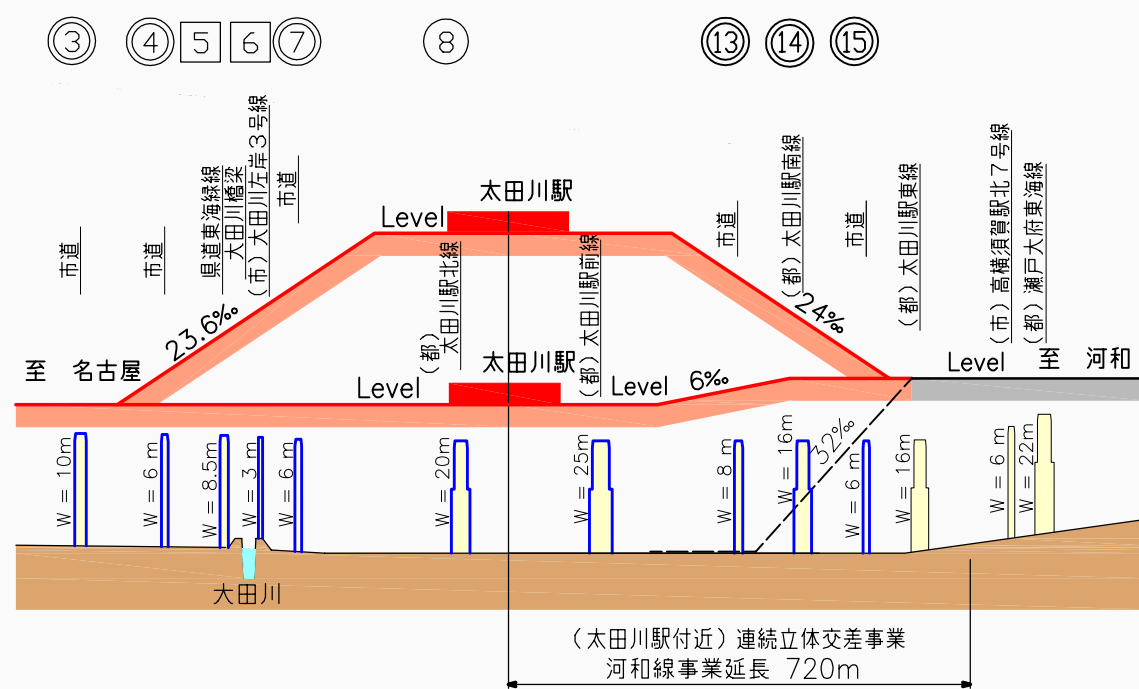 ③ ④ 5 6 ⑦ ⑧ ⑬ ⑭ ⑮
市道
市道
県道東海緑線
大田川橋梁
(市)大田川左岸3号線
市道
太田川駅
Level
(都)太田川駅北線
(都)太田川駅前線
市道
(都)太田川駅南線
市道
(都)太田川駅東線
(市)高横須賀駅北7号線
(都)瀬戸大府東海線
23.6‰
24‰
至 名古屋
太田川駅
Level
Level
6‰
Level
至 河和
32‰
W = 10m
W = 6 m
W = 8.5m
W = 3 m
W = 6 m
W = 20m
W = 25m
W = 8 m
W = 16m
W = 6 m
W = 16m
W = 6 m
W = 22m
大田川
(太田川駅付近)連続立体交差事業
河和線事業延長 720m